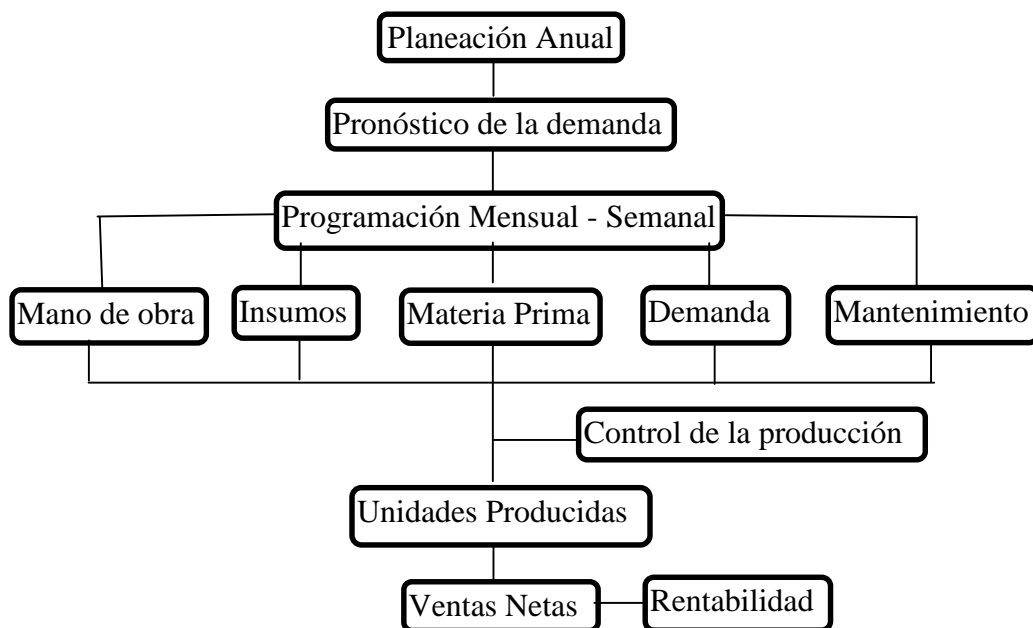 Planeación Anual
Pronóstico de la demanda
Programación Mensual - Semanal
Mano de obra
Insumos
Materia Prima
Demanda
Mantenimiento
Control de la producción
Unidades Producidas
Ventas Netas
Rentabilidad